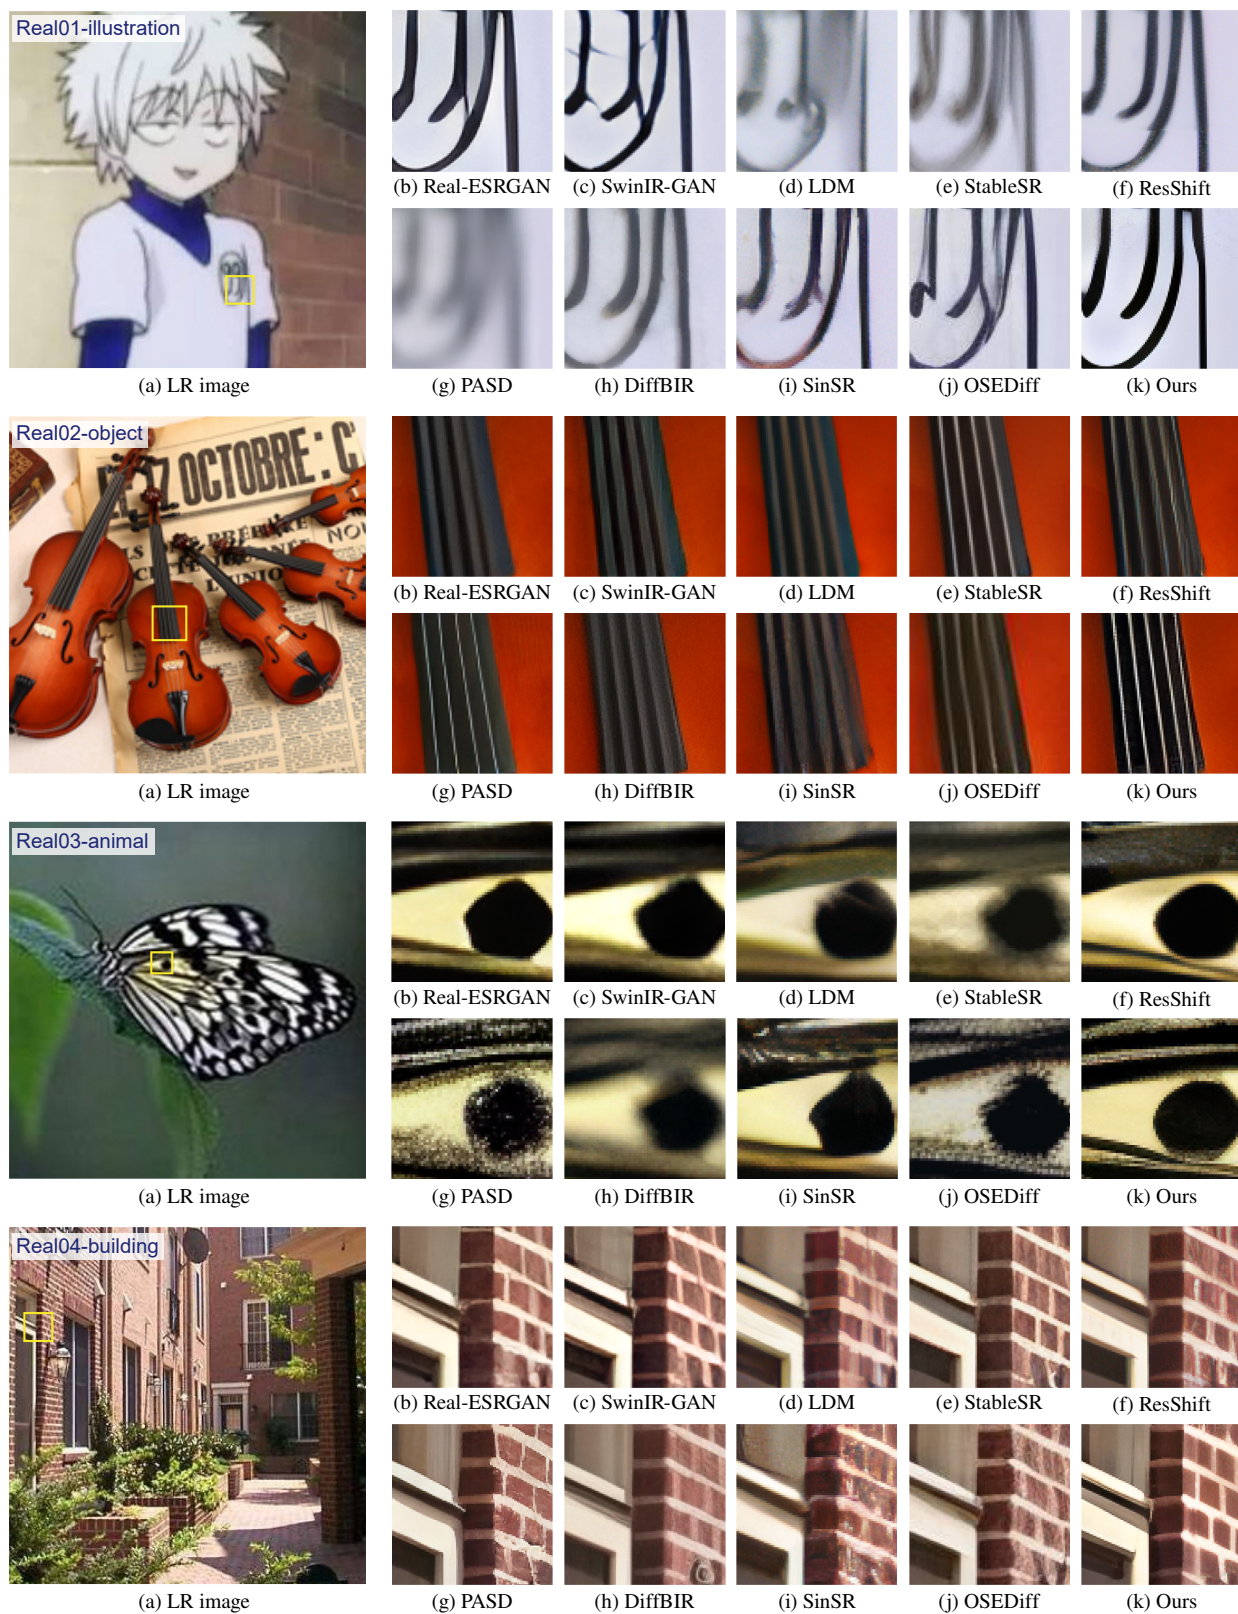 Real01-illustration
(b) Real-ESRGAN
(c) SwinIR-GAN
(d) LDM
(e) StableSR
(f) ResShift
(g) PASD
(h) DiffBIR
(i) SinSR
(j) OSEDiff
(k) Ours
(a) LR image
Real02-object
OCTOBRE : C
(b) Real-ESRGAN
(c) SwinIR-GAN
(d) LDM
(e) StableSR
(f) ResShift
(g) PASD
(h) DiffBIR
(i) SinSR
(j) OSEDiff
(k) Ours
(a) LR image
Real03-animal
(b) Real-ESRGAN
(c) SwinIR-GAN
(d) LDM
(e) StableSR
(f) ResShift
(g) PASD
(h) DiffBIR
(i) SinSR
(j) OSEDiff
(k) Ours
(a) LR image
Real04-building
(b) Real-ESRGAN
(c) SwinIR-GAN
(d) LDM
(e) StableSR
(f) ResShift
(g) PASD
(h) DiffBIR
(i) SinSR
(j) OSEDiff
(k) Ours
(a) LR image